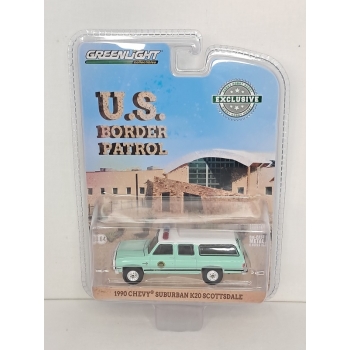 GREENLIGHT
EXCLUSIVE
U.S.
BORDER
PATROL
1990 CHEVY® SUBURBAN K20 SCOTTSDALE